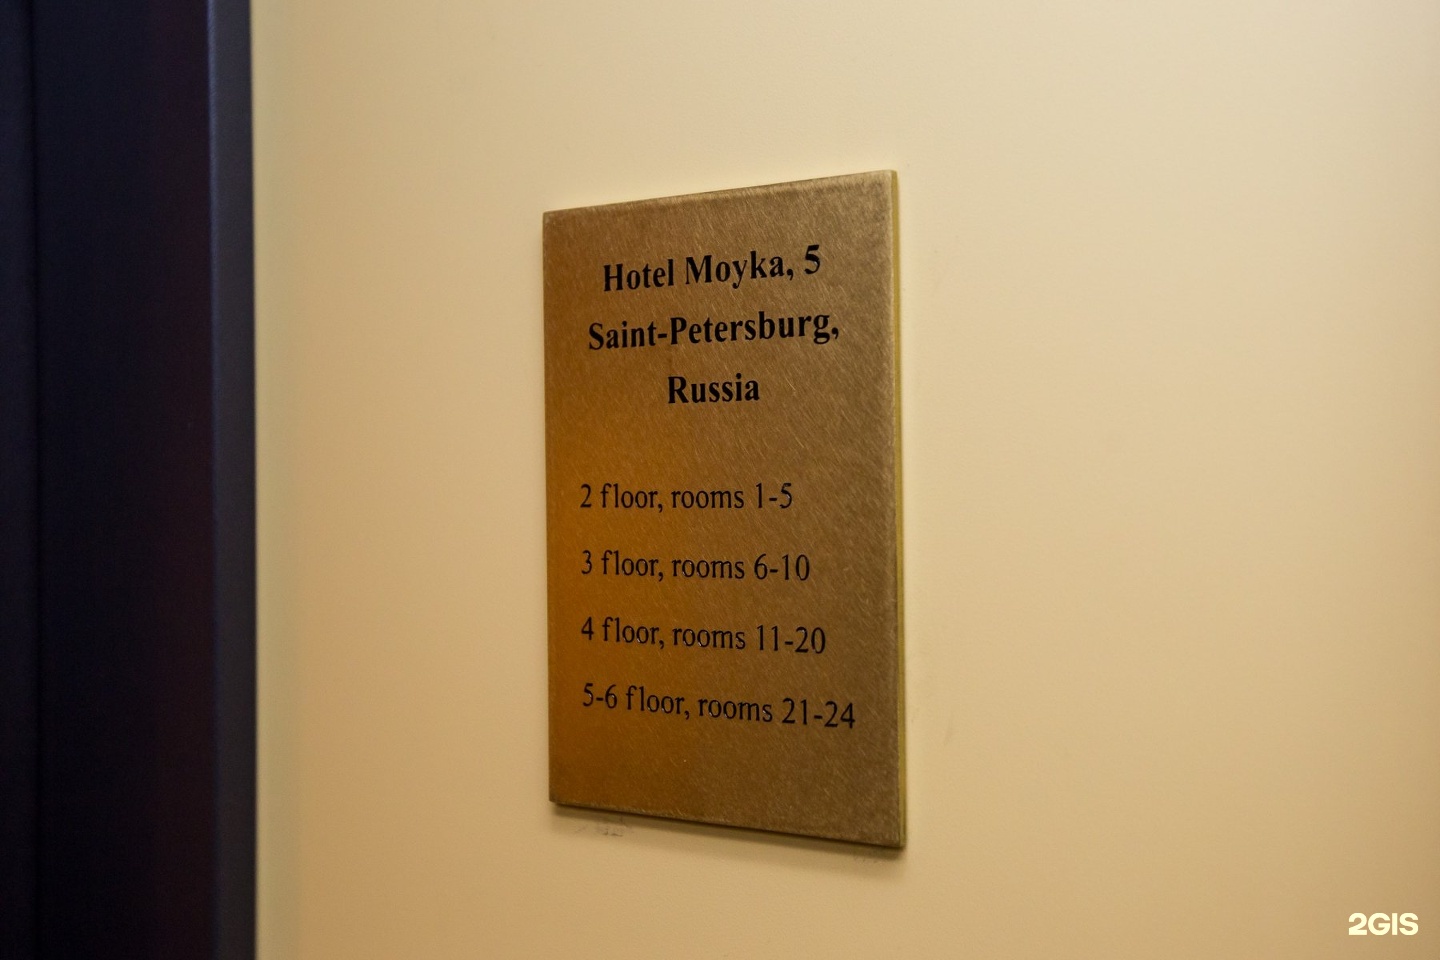 Hotel Moyka, 5
Saint-Petersburg,
Russia
2 floor, rooms 1-5
3 floor, rooms 6-10
4 floor, rooms 11-20
5-6 floor, rooms 21-24
2GIS